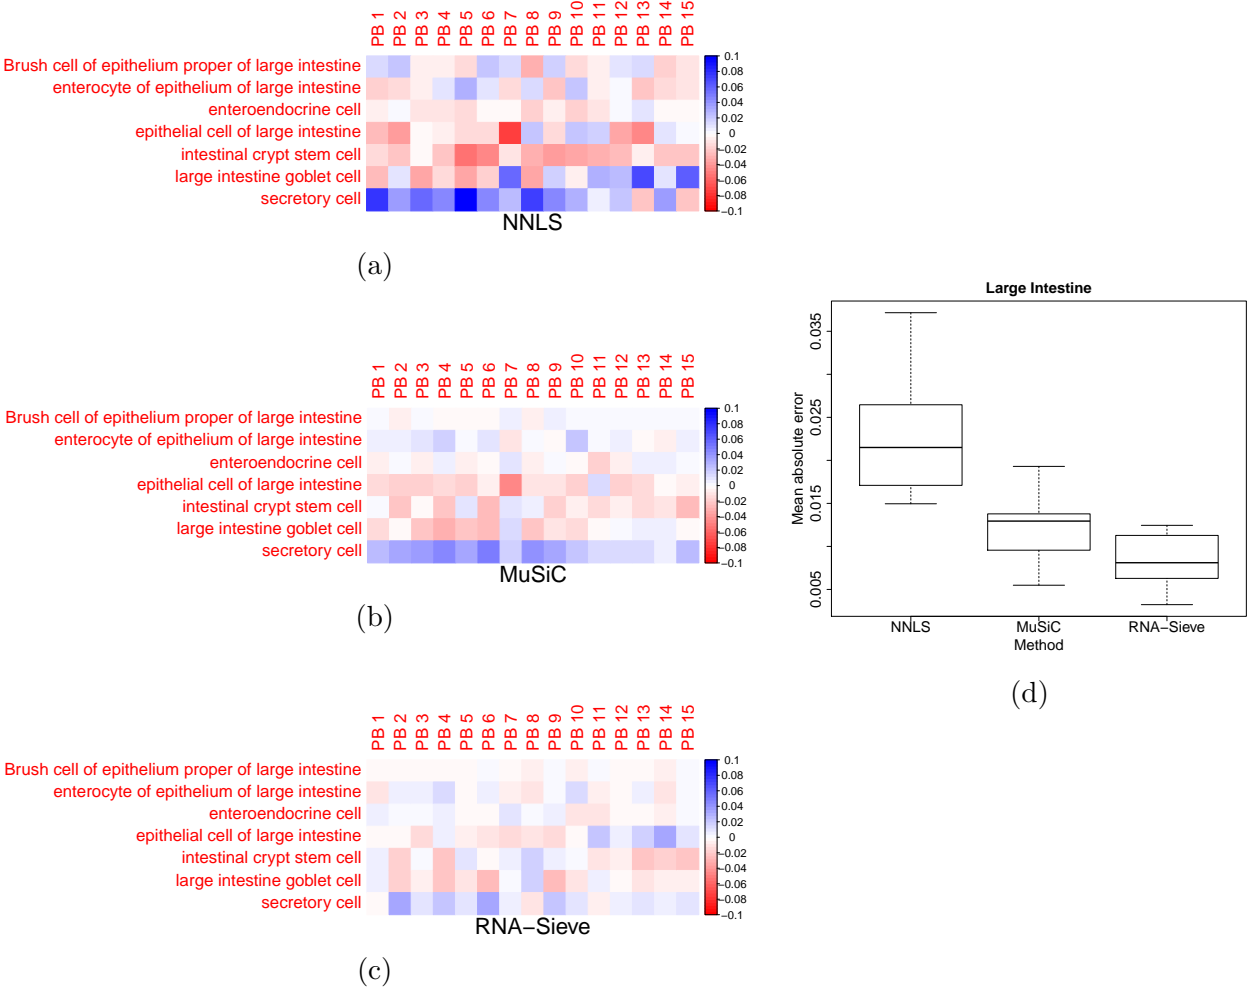 PB 1 PB 2 PB 3 PB 4 PB 5 PB 6 PB 7 PB 8 PB 9 PB 10 PB 11 PB 12 PB 13 PB 14 PB 15
Brush cell of epithelium proper of large intestine
enterocyte of epithelium of large intestine
enteroendocrine cell
epithelial cell of large intestine
intestinal crypt stem cell
large intestine goblet cell
secretory cell
0.1
0.08
0.06
0.04
0.02
0
−0.02
−0.04
−0.06
−0.08
−0.1
NNLS
(a)
PB 1 PB 2 PB 3 PB 4 PB 5 PB 6 PB 7 PB 8 PB 9 PB 10 PB 11 PB 12 PB 13 PB 14 PB 15
Brush cell of epithelium proper of large intestine
enterocyte of epithelium of large intestine
enteroendocrine cell
epithelial cell of large intestine
intestinal crypt stem cell
large intestine goblet cell
secretory cell
0.1
0.08
0.06
0.04
0.02
0
−0.02
−0.04
−0.06
−0.08
−0.1
MuSiC
(b)
PB 1 PB 2 PB 3 PB 4 PB 5 PB 6 PB 7 PB 8 PB 9 PB 10 PB 11 PB 12 PB 13 PB 14 PB 15
Brush cell of epithelium proper of large intestine
enterocyte of epithelium of large intestine
enteroendocrine cell
epithelial cell of large intestine
intestinal crypt stem cell
large intestine goblet cell
secretory cell
0.1
0.08
0.06
0.04
0.02
0
−0.02
−0.04
−0.06
−0.08
−0.1
RNA−Sieve
(c)
Large Intestine
Mean absolute error
0.035
0.025
0.015
0.005
NNLS MuSiC RNA−Sieve
Method
(d)